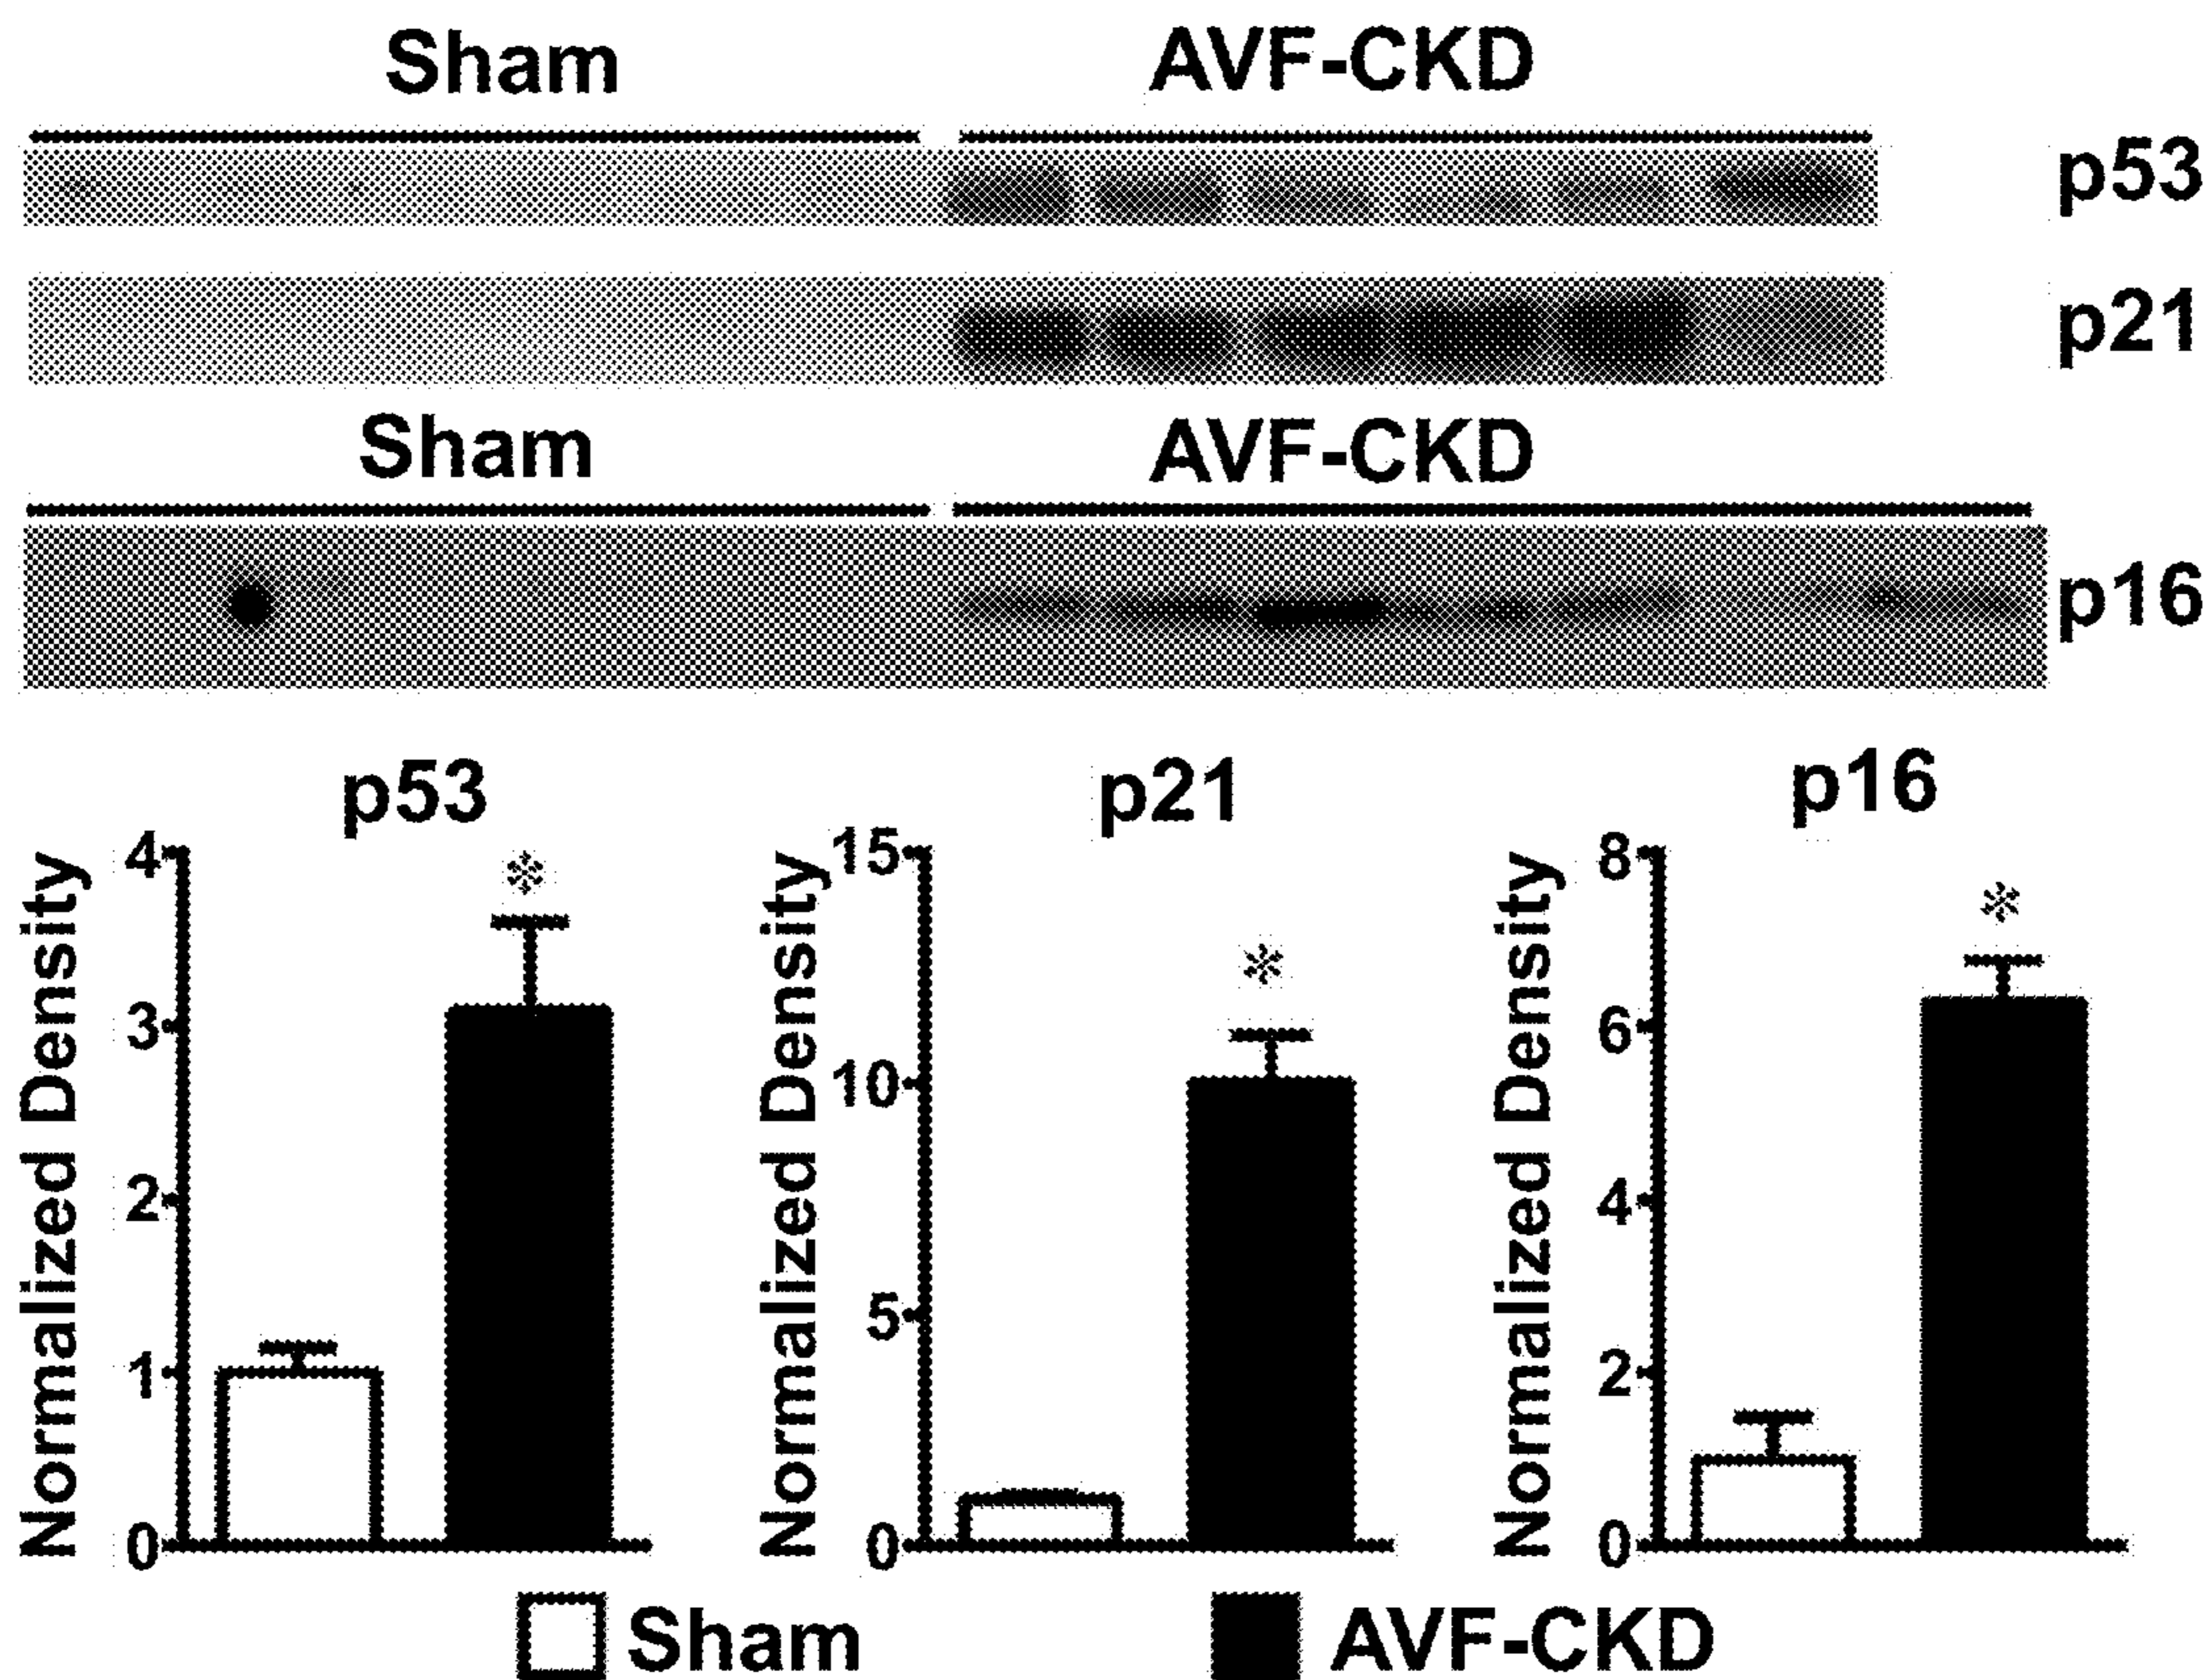 Sham AVF-CKD
p53
p21
Sham AVF-CKD
p16
p53 p21 p16
Normalized Density
4
3
2
1
0
*
Normalized Density
15
10
5
0
*
Normalized Density
8
6
4
2
0
*
Sham AVF-CKD